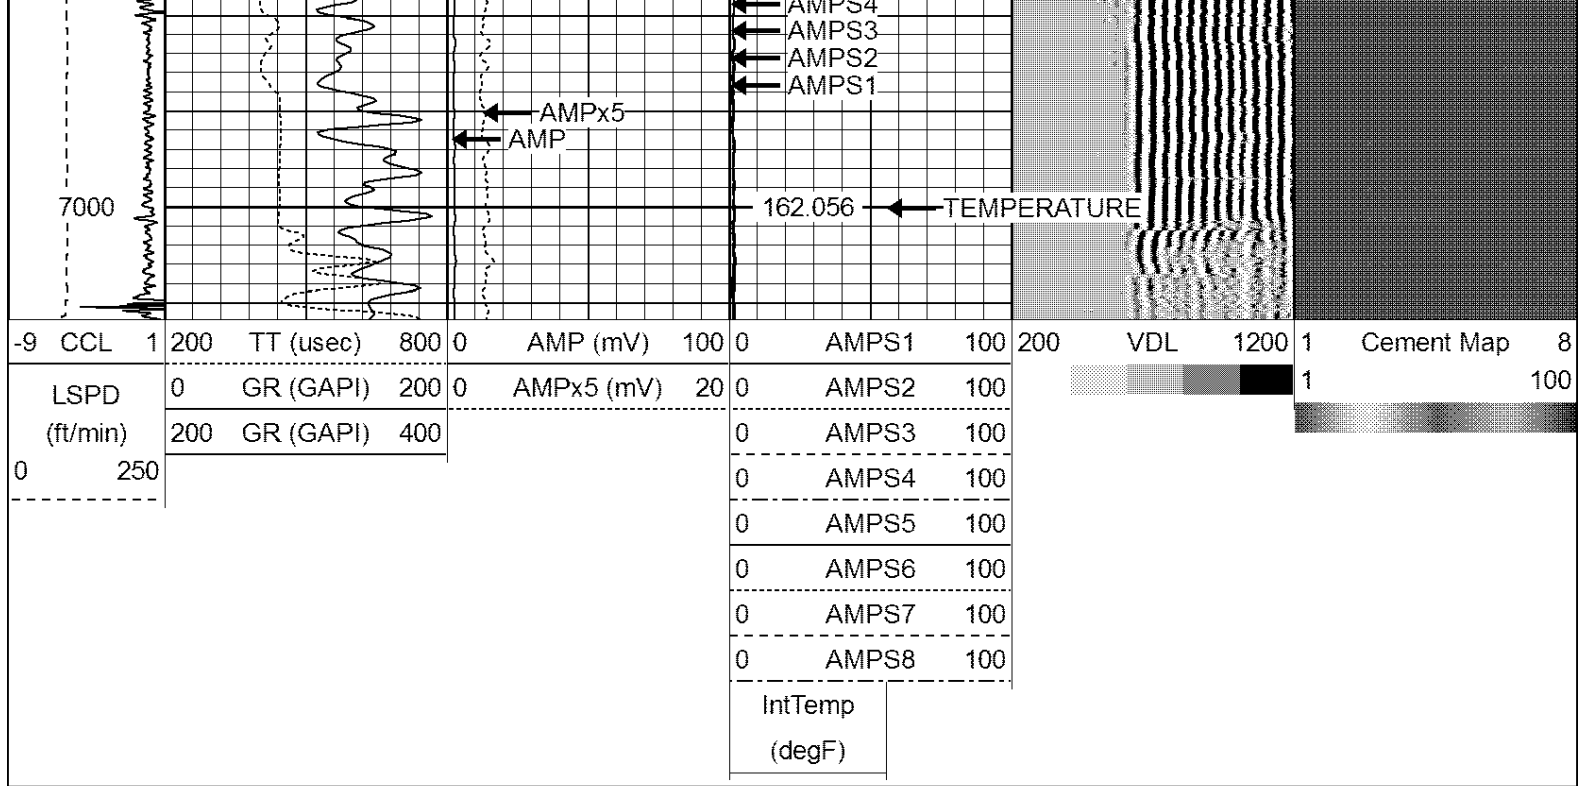 AMPS4
AMPS3
AMPS2
AMPS1
AMPx5
AMP
7000
162.056
TEMPERATURE
-9 CCL 1
200 TT (usec) 800
0 AMP (mV) 100
0 AMPS1 100
200 VDL 1200
1 Cement Map 8
LSPD
(ft/min)
0 250
0 GR (GAPI) 200
0 AMPx5 (mV) 20
0 AMPS2 100
1 100
200 GR (GAPI) 400
0 AMPS3 100
0 AMPS4 100
0 AMPS5 100
0 AMPS6 100
0 AMPS7 100
0 AMPS8 100
IntTemp
(degF)